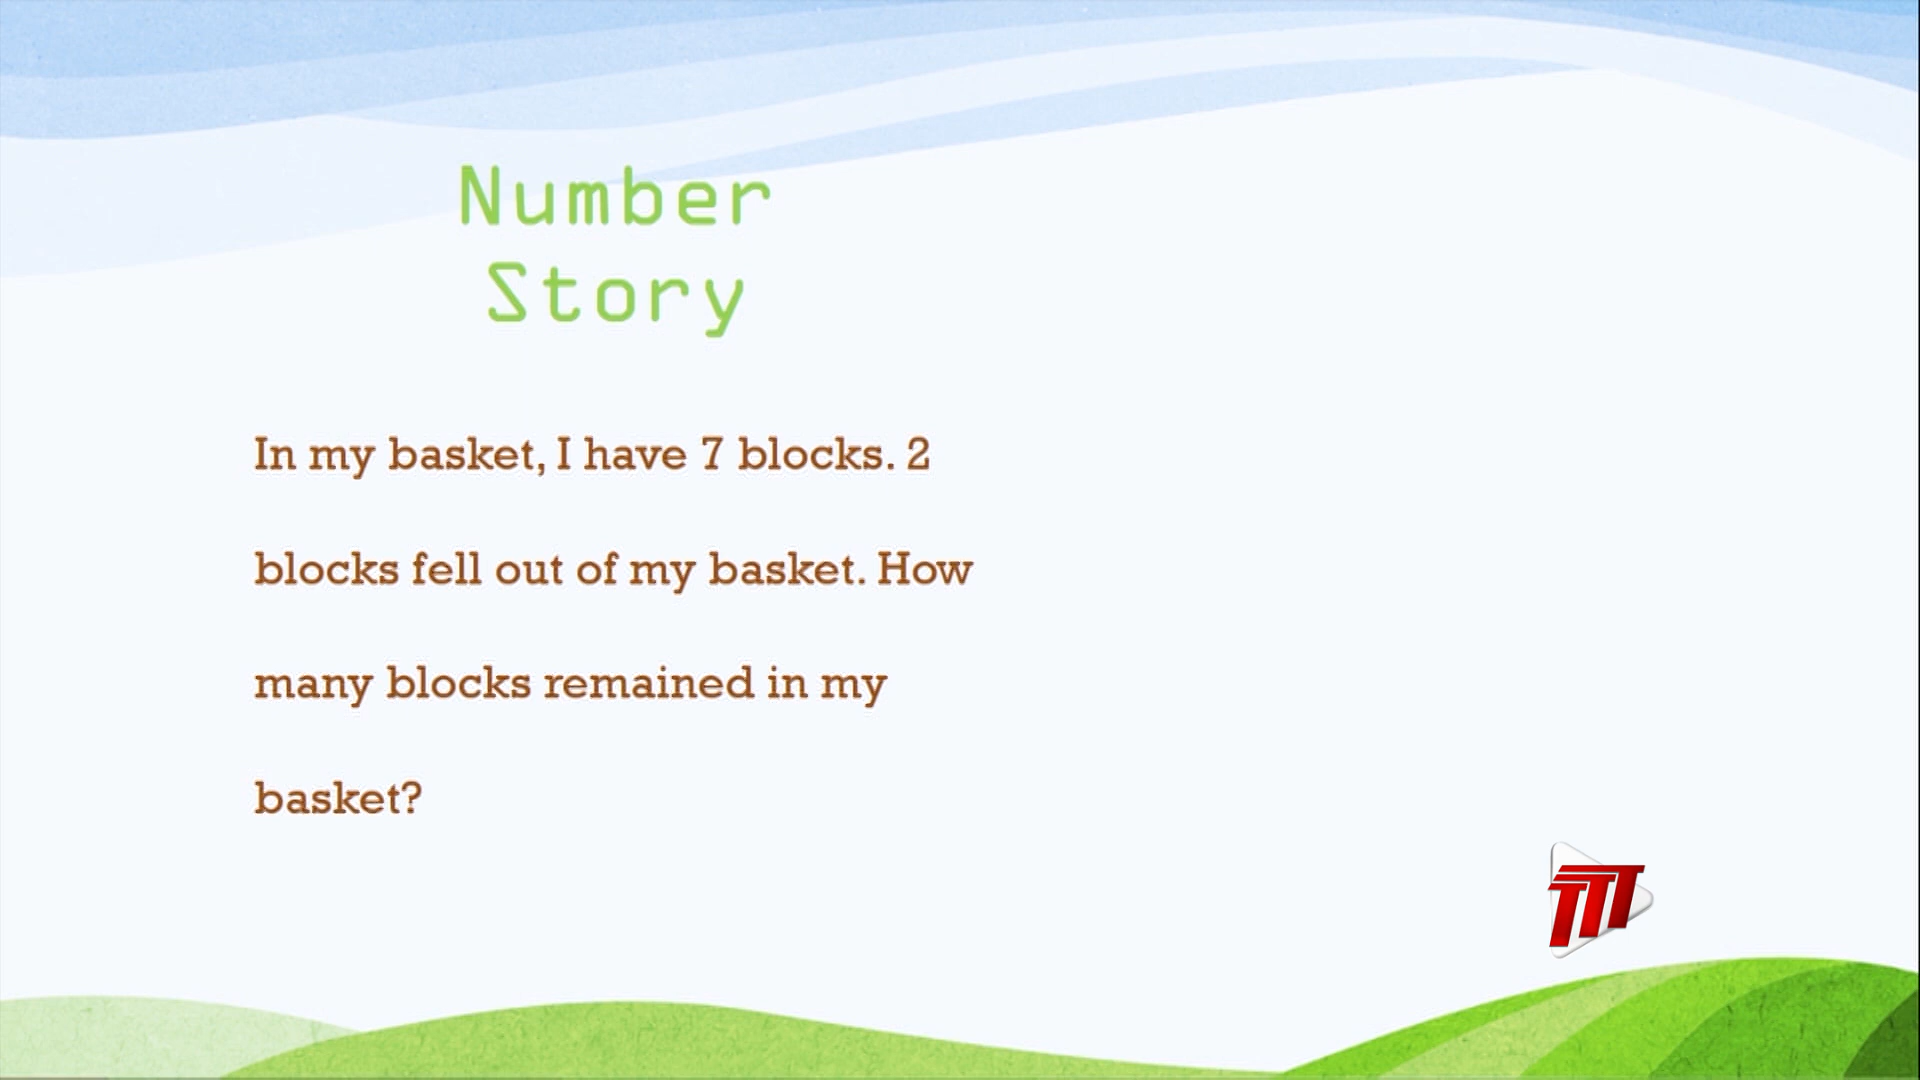 Number
Story
In my basket, I have 7 blocks. 2
blocks fell out of my basket. How
many blocks remained in my
basket?
TTT